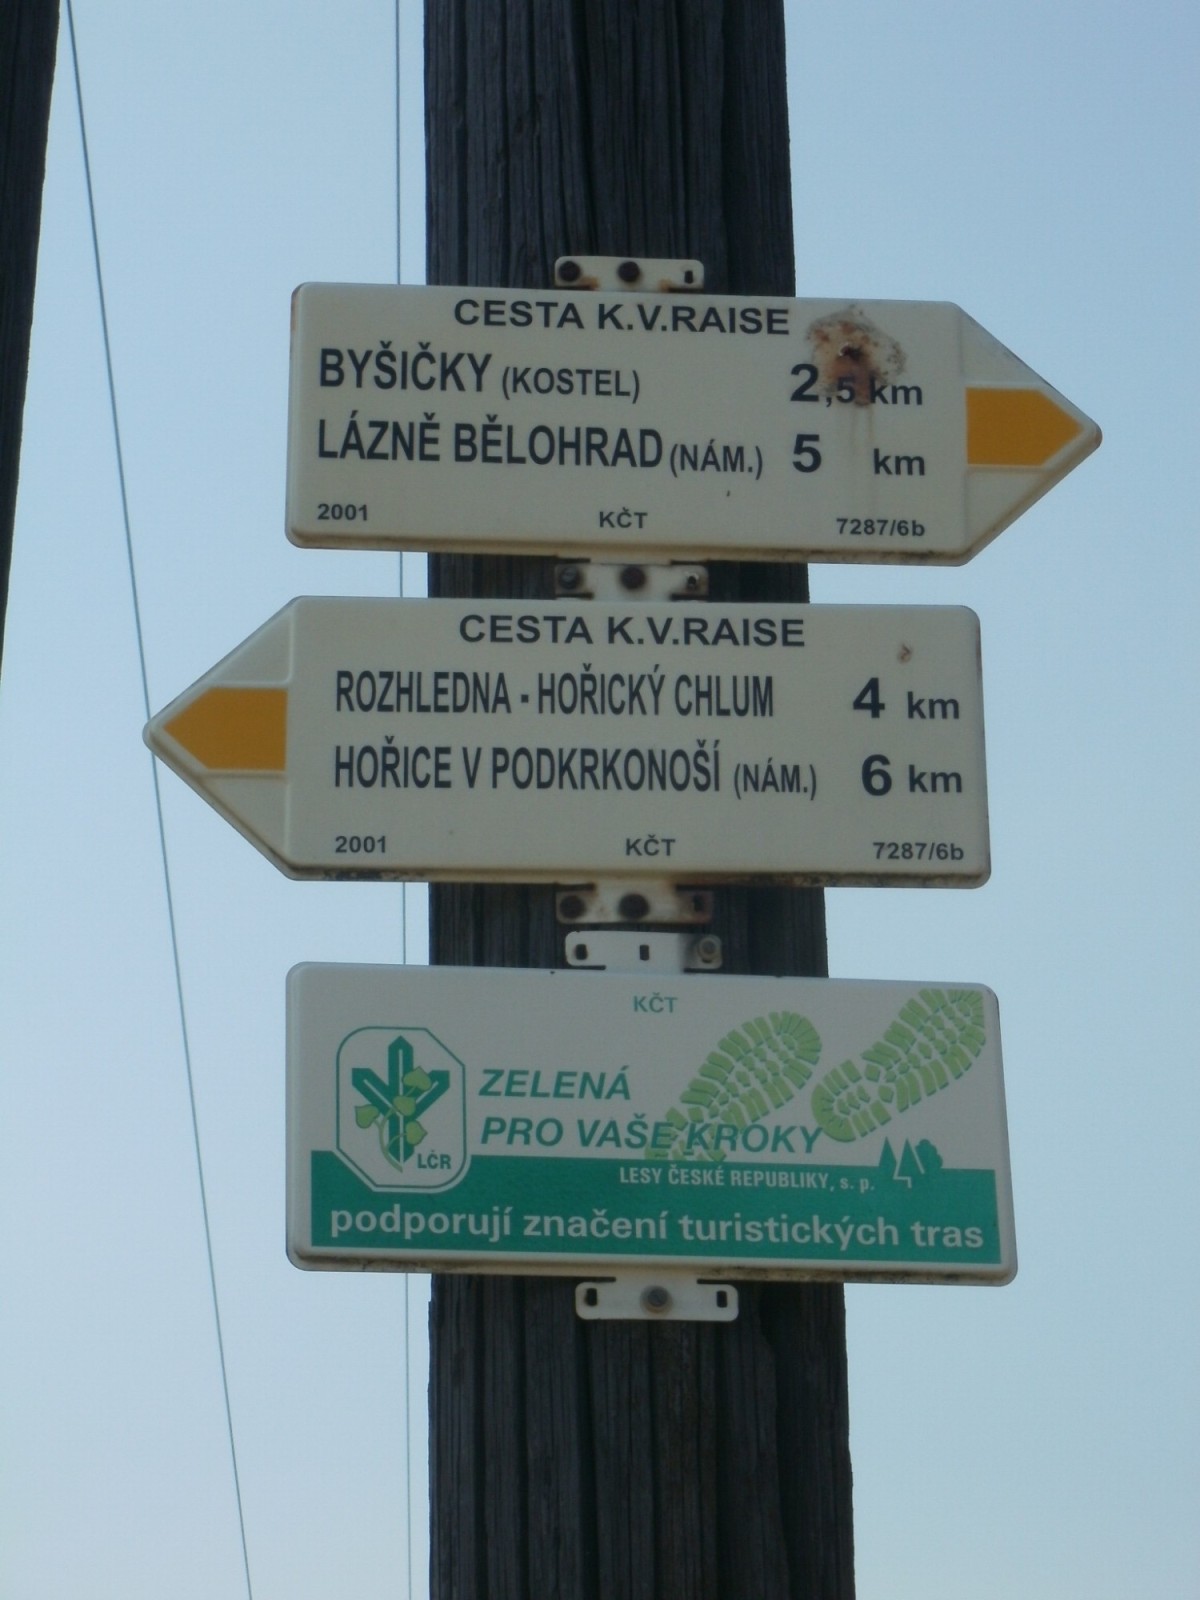 CESTA K.V.RAISE
BYŠIČKY (KOSTEL) 2,5 km
LÁZNĚ BĚLOHRAD (NÁM.) 5 km
2001 KČT 7287/6b
CESTA K.V.RAISE
ROZHLEDNA - HOŘICKÝ CHLUM 4 km
HOŘICE V PODKRKONOŠÍ (NÁM.) 6 km
2001 KČT 7287/6b
KČT
ZELENÁ
PRO VAŠE KROKY
LČR
LESY ČESKÉ REPUBLIKY, s. p.
podporují značení turistických tras